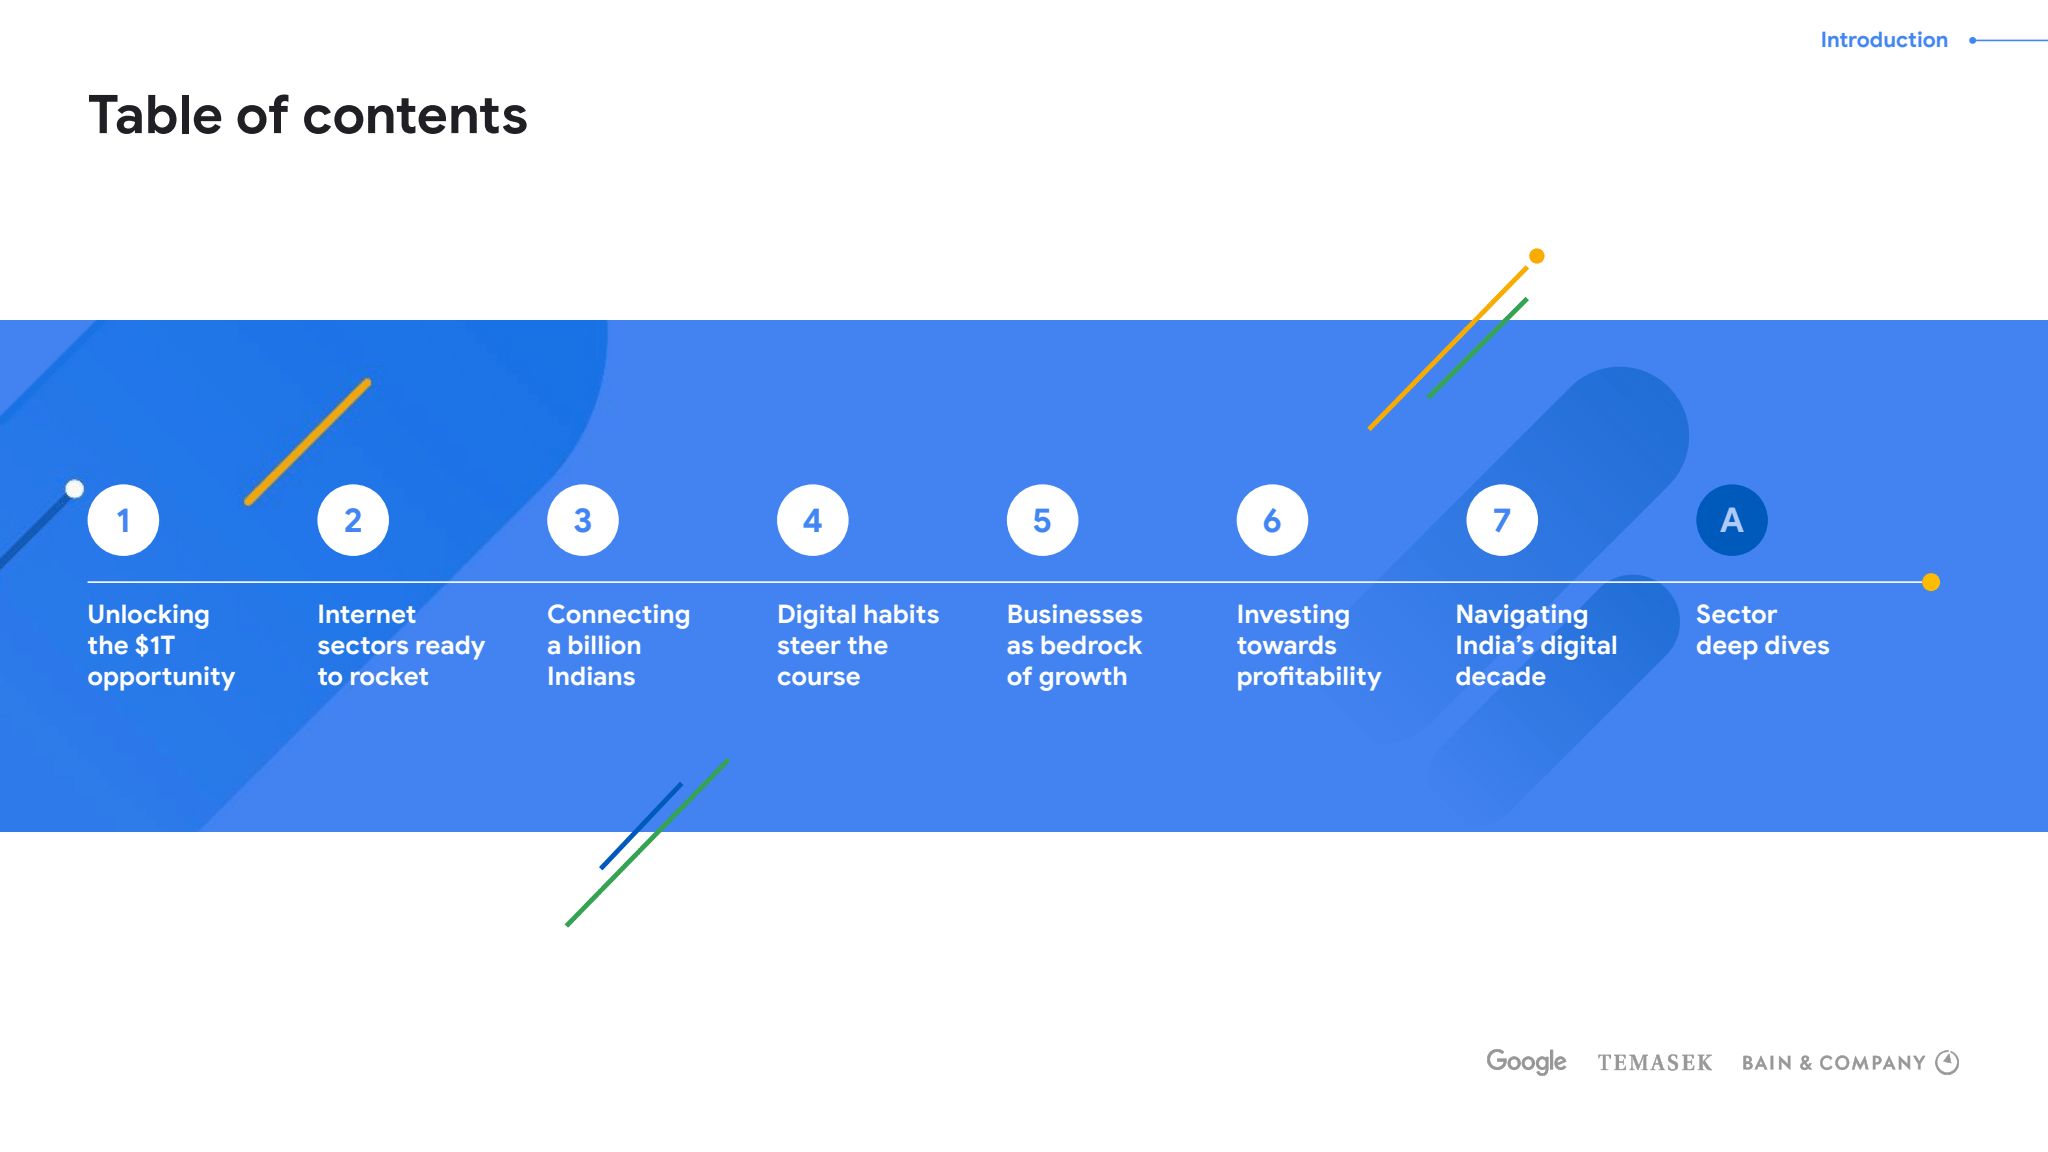 Introduction
Table of contents
1
Unlocking
the $1T
opportunity
2
Internet
sectors ready
to rocket
3
Connecting
a billion
Indians
4
Digital habits
steer the
course
5
Businesses
as bedrock
of growth
6
Investing
towards
profitability
7
Navigating
India’s digital
decade
A
Sector
deep dives
Google TEMASEK BAIN & COMPANY